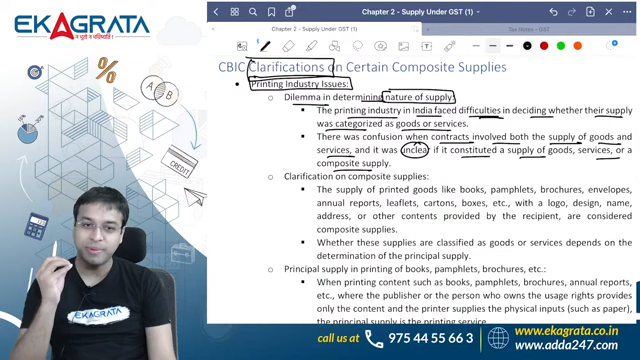 EKAGRATA
॥ एकाग्रता परं परिणतिः ॥
Chapter 2 - Supply Under GST (1)
Chapter 2 - Supply Under GST (1)
Tax Notes - GST
CBIC Clarifications on Certain Composite Supplies
• Printing Industry Issues:
o Dilemma in determining nature of supply:
▪ The printing industry in India faced difficulties in deciding whether their supply
was categorized as goods or services.
▪ There was confusion when contracts involved both the supply of goods and
services, and it was unclear if it constituted a supply of goods, services, or a
composite supply.
o Clarification on composite supplies:
▪ The supply of printed goods like books, pamphlets, brochures, envelopes,
annual reports, leaflets, cartons, boxes, etc., with a logo, design, name,
address, or other contents provided by the recipient, are considered
composite supplies.
▪ Whether these supplies are classified as goods or services depends on the
determination of the principal supply.
o Principal supply in printing of books, pamphlets, brochures, etc.:
▪ When printing content such as books, pamphlets, brochures, annual reports,
etc., where the publisher or the person who owns the usage rights provides
only the content and the printer supplies the physical inputs (such as paper),
the principal supply is the printing service.
%
A
B
CREDIT
call us at
975 44 55 66 3
www.ekagrata.co.in
www.adda247.com